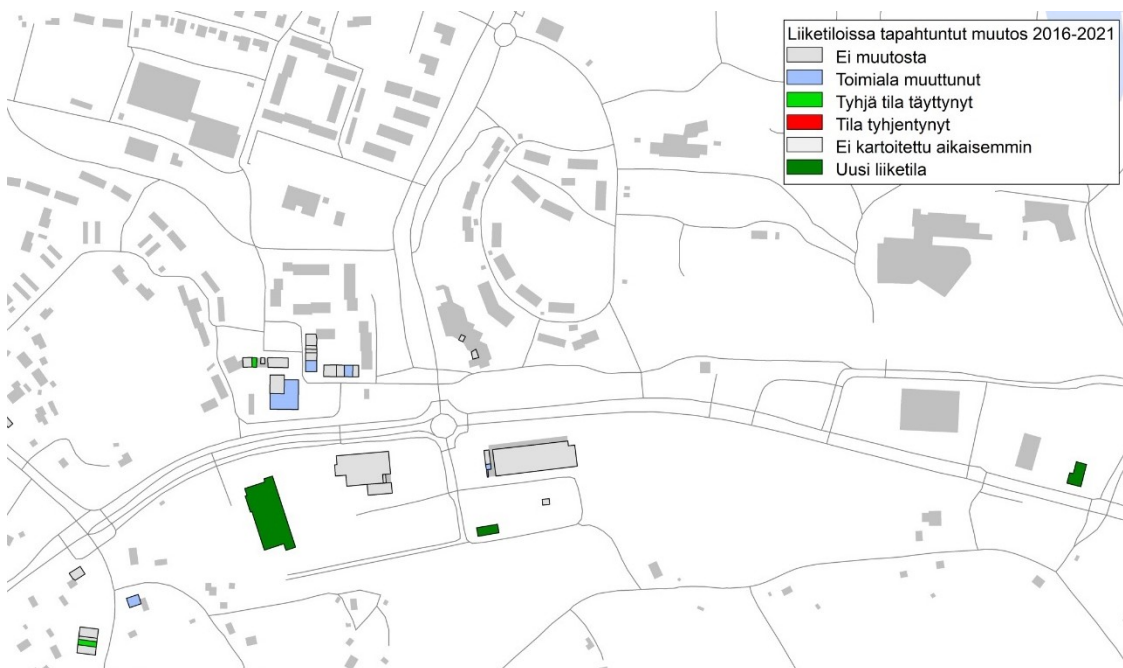 Liiketiloissa tapahtuntut muutos 2016-2021
Ei muutosta
Toimiala muuttunut
Tyhjä tila täyttynyt
Tila tyhjentynyt
Ei kartoitettu aikaisemmin
Uusi liiketila